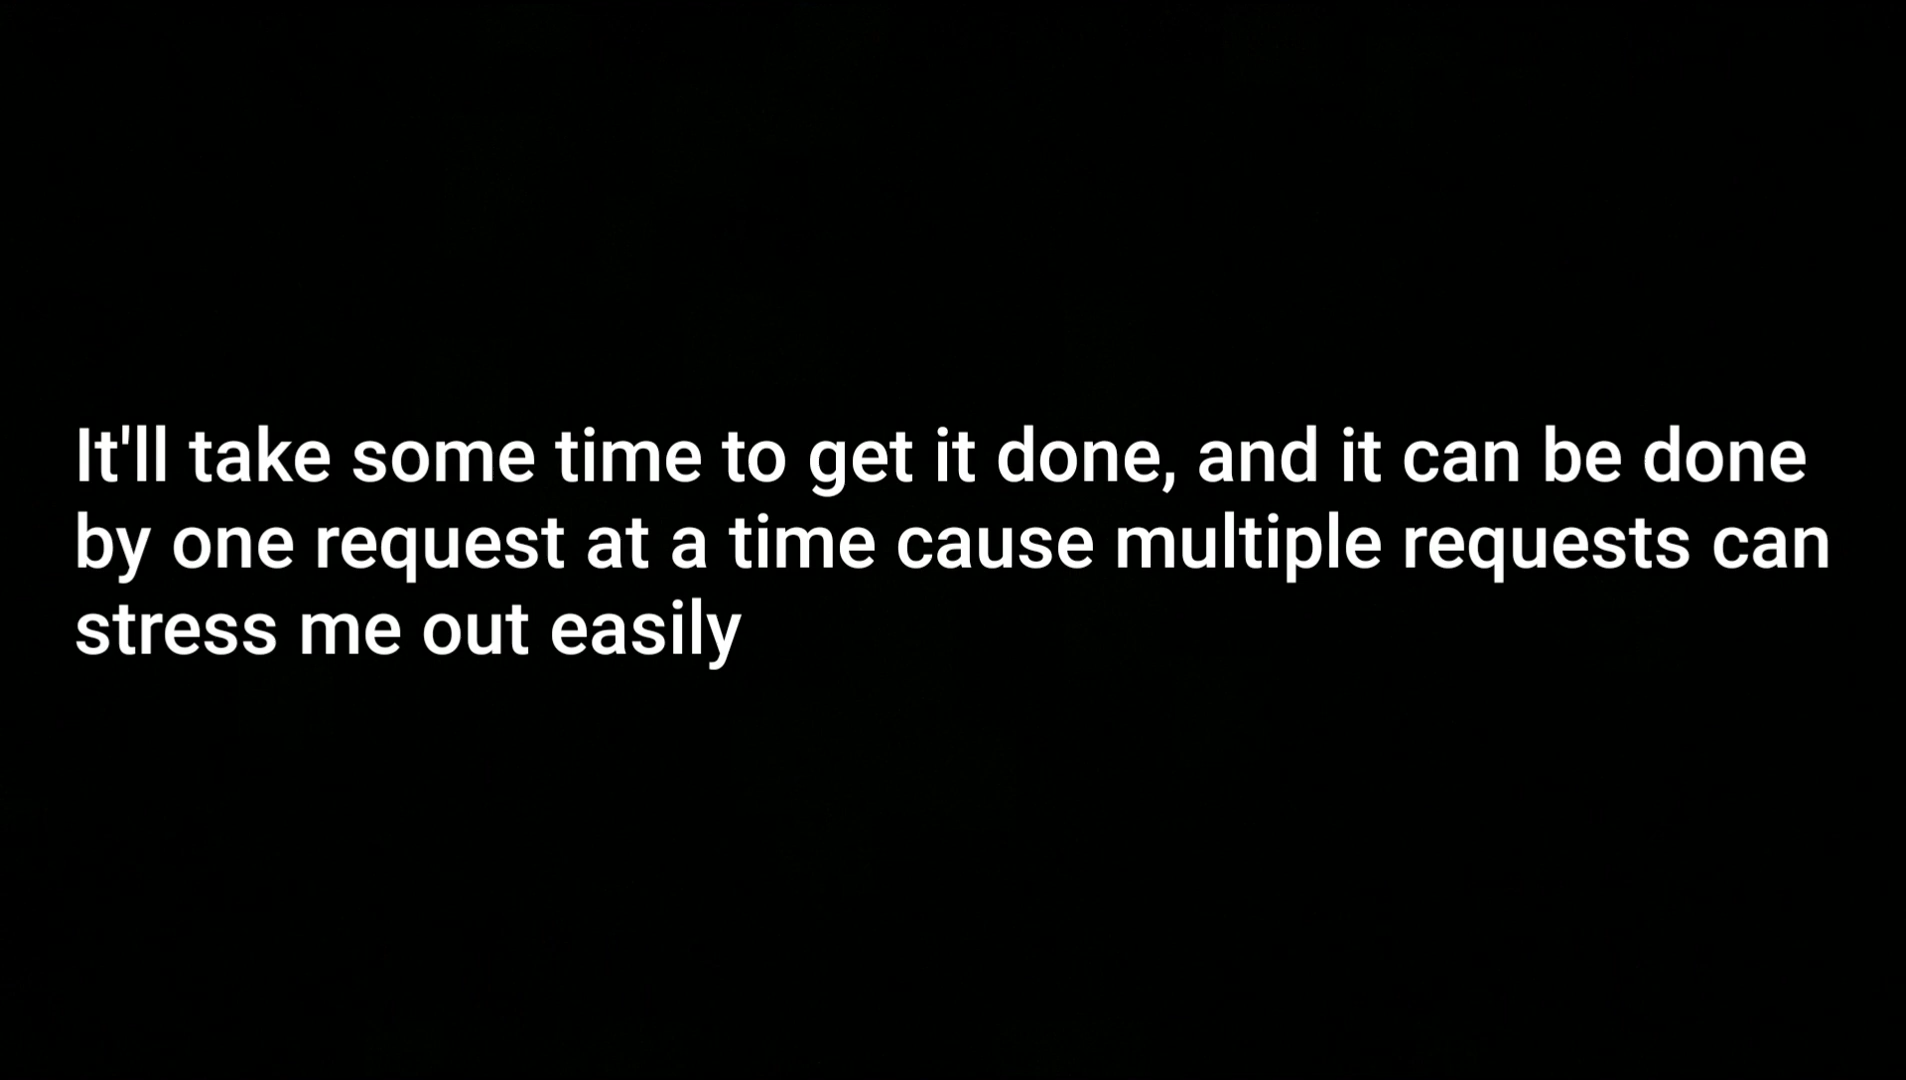 It'll take some time to get it done, and it can be done
by one request at a time cause multiple requests can
stress me out easily